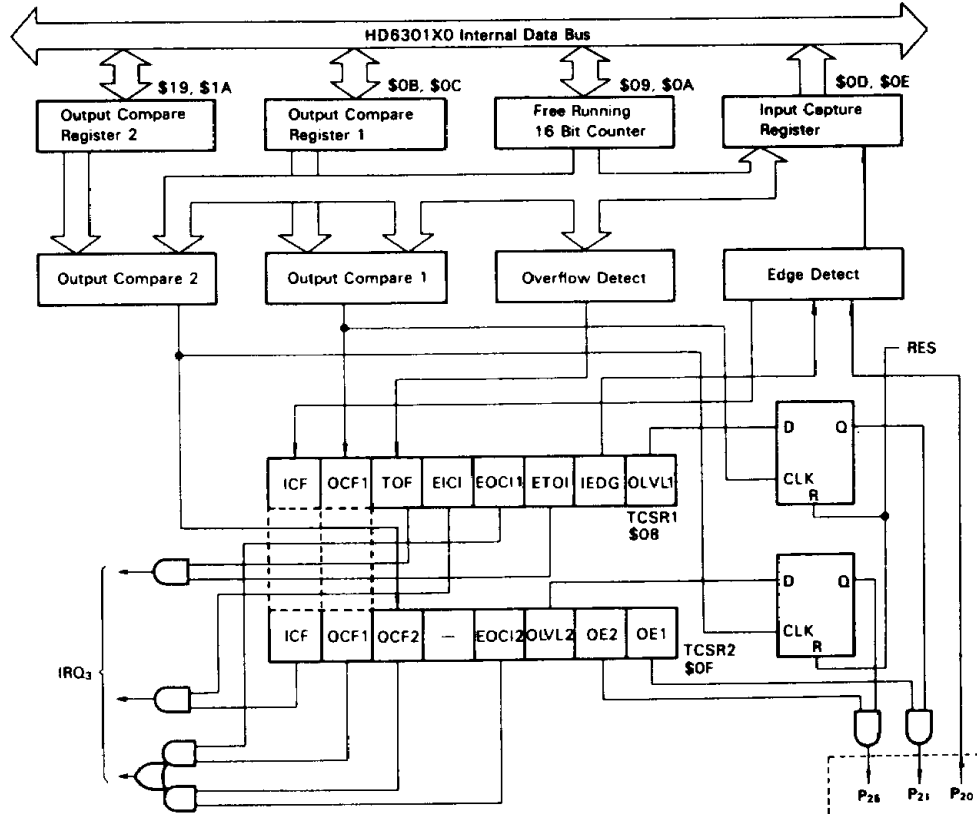 HD6301X0 Internal Data Bus
$19, $1A
$0B, $0C
$09, $0A
$0D, $0E
Output Compare
Register 2
Output Compare
Register 1
Free Running
16 Bit Counter
Input Capture
Register
Output Compare 2
Output Compare 1
Overflow Detect
Edge Detect
RES
D Q
CLK
R
ICF OCF1 TOF EICI EOCI1 ETOI IEDG OLVL1
TCSR1
$08
D Q
CLK
R
ICF OCF1 OCF2 — EOCI2 OLVL2 OE2 OE1
TCSR2
$0F
IRQ₃
P₂₅ P₂₁ P₂₀